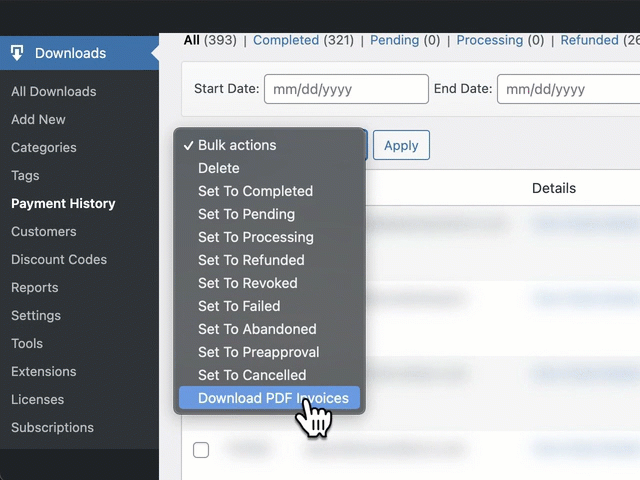 Downloads
All Downloads
Add New
Categories
Tags
Payment History
Customers
Discount Codes
Reports
Settings
Tools
Extensions
Licenses
Subscriptions
All (393) | Completed (321) | Pending (0) | Processing (0) | Refunded (26
Start Date: mm/dd/yyyy End Date: mm/dd/yyyy
✓ Bulk actions
Apply
Delete
Set To Completed
Set To Pending
Set To Processing
Set To Refunded
Set To Revoked
Set To Failed
Set To Abandoned
Set To Preapproval
Set To Cancelled
Download PDF Invoices
Details